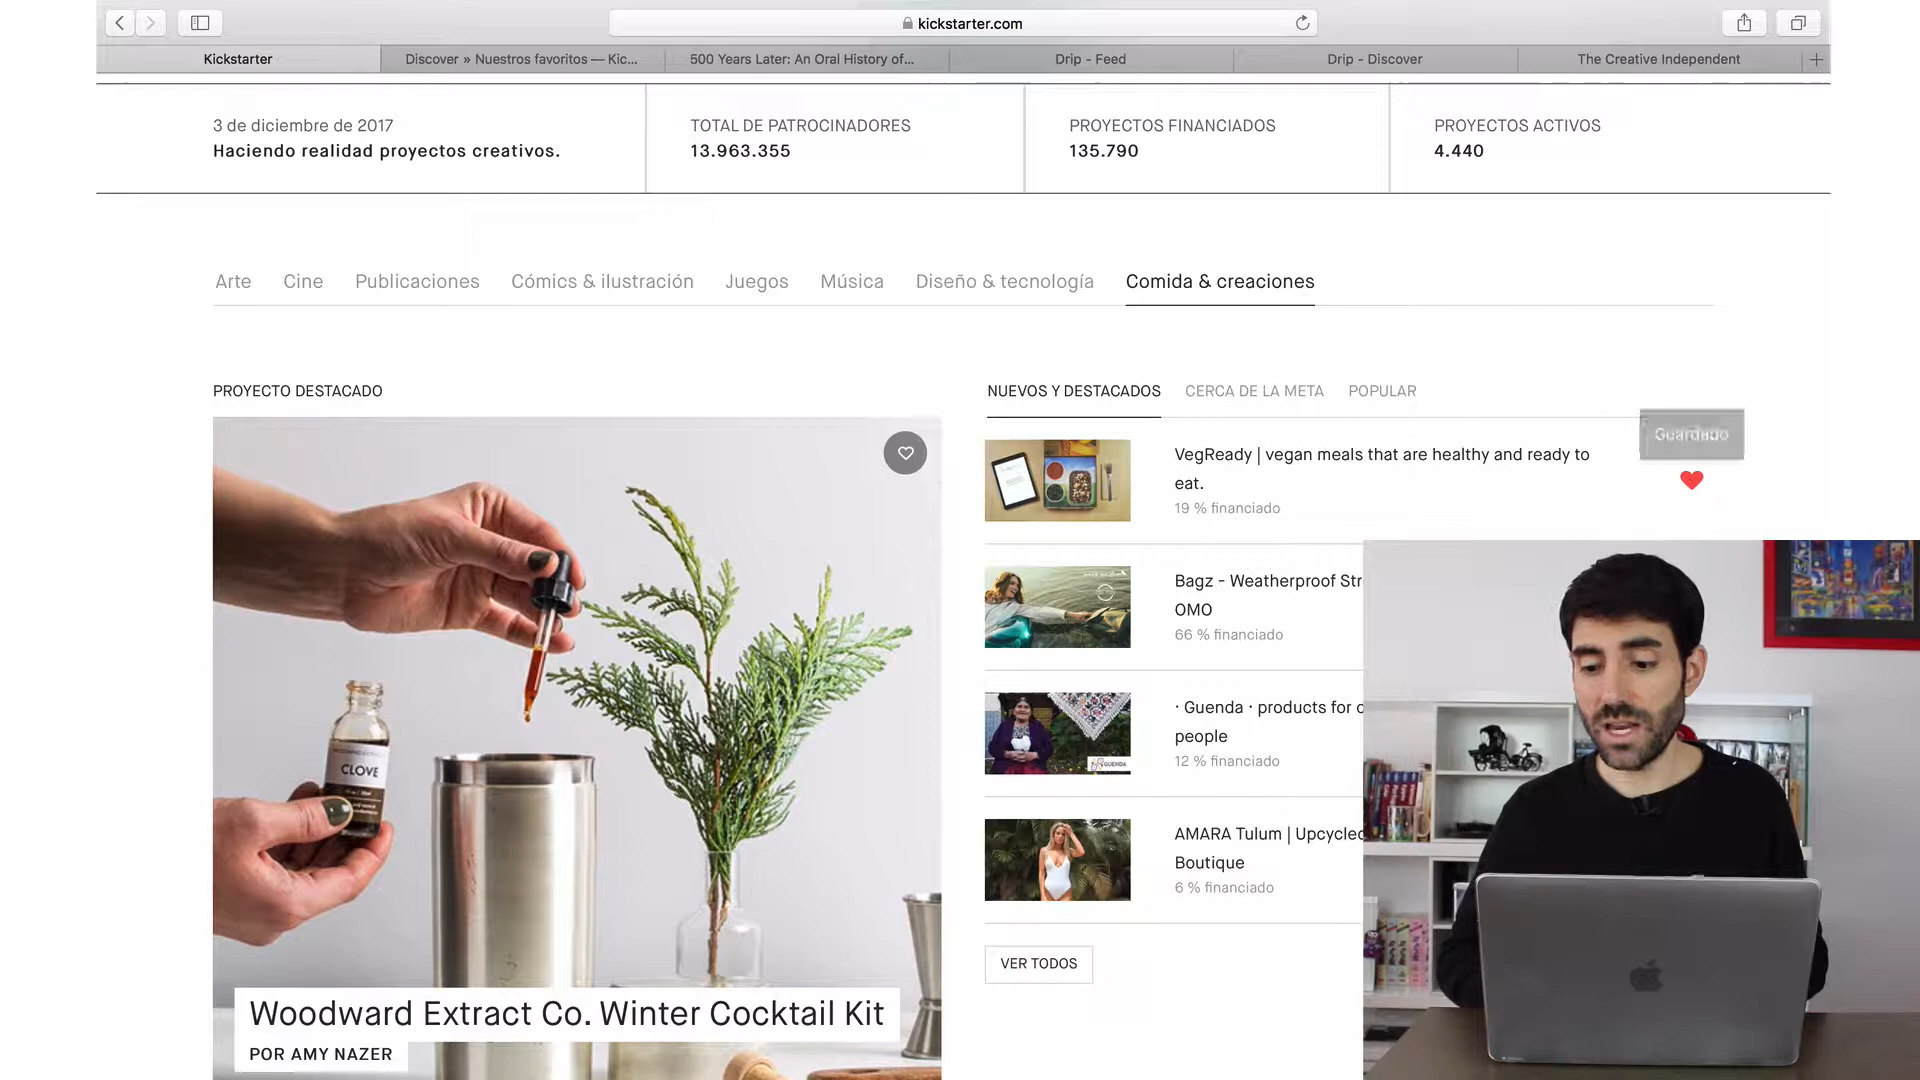 kickstarter.com
Kickstarter
Discover » Nuestros favoritos — Kic...
500 Years Later: An Oral History of...
Drip - Feed
Drip - Discover
The Creative Independent
3 de diciembre de 2017
Haciendo realidad proyectos creativos.
TOTAL DE PATROCINADORES
13.963.355
PROYECTOS FINANCIADOS
135.790
PROYECTOS ACTIVOS
4.440
Arte
Cine
Publicaciones
Cómics & ilustración
Juegos
Música
Diseño & tecnología
Comida & creaciones
PROYECTO DESTACADO
CLOVE
Woodward Extract Co. Winter Cocktail Kit
POR AMY NAZER
NUEVOS Y DESTACADOS
CERCA DE LA META
POPULAR
Guardado
VegReady | vegan meals that are healthy and ready to
eat.
19 % financiado
Bagz - Weatherproof Str
OMO
66 % financiado
· Guenda · products for
people
12 % financiado
GUENDA
AMARA Tulum | Upcycled
Boutique
6 % financiado
VER TODOS